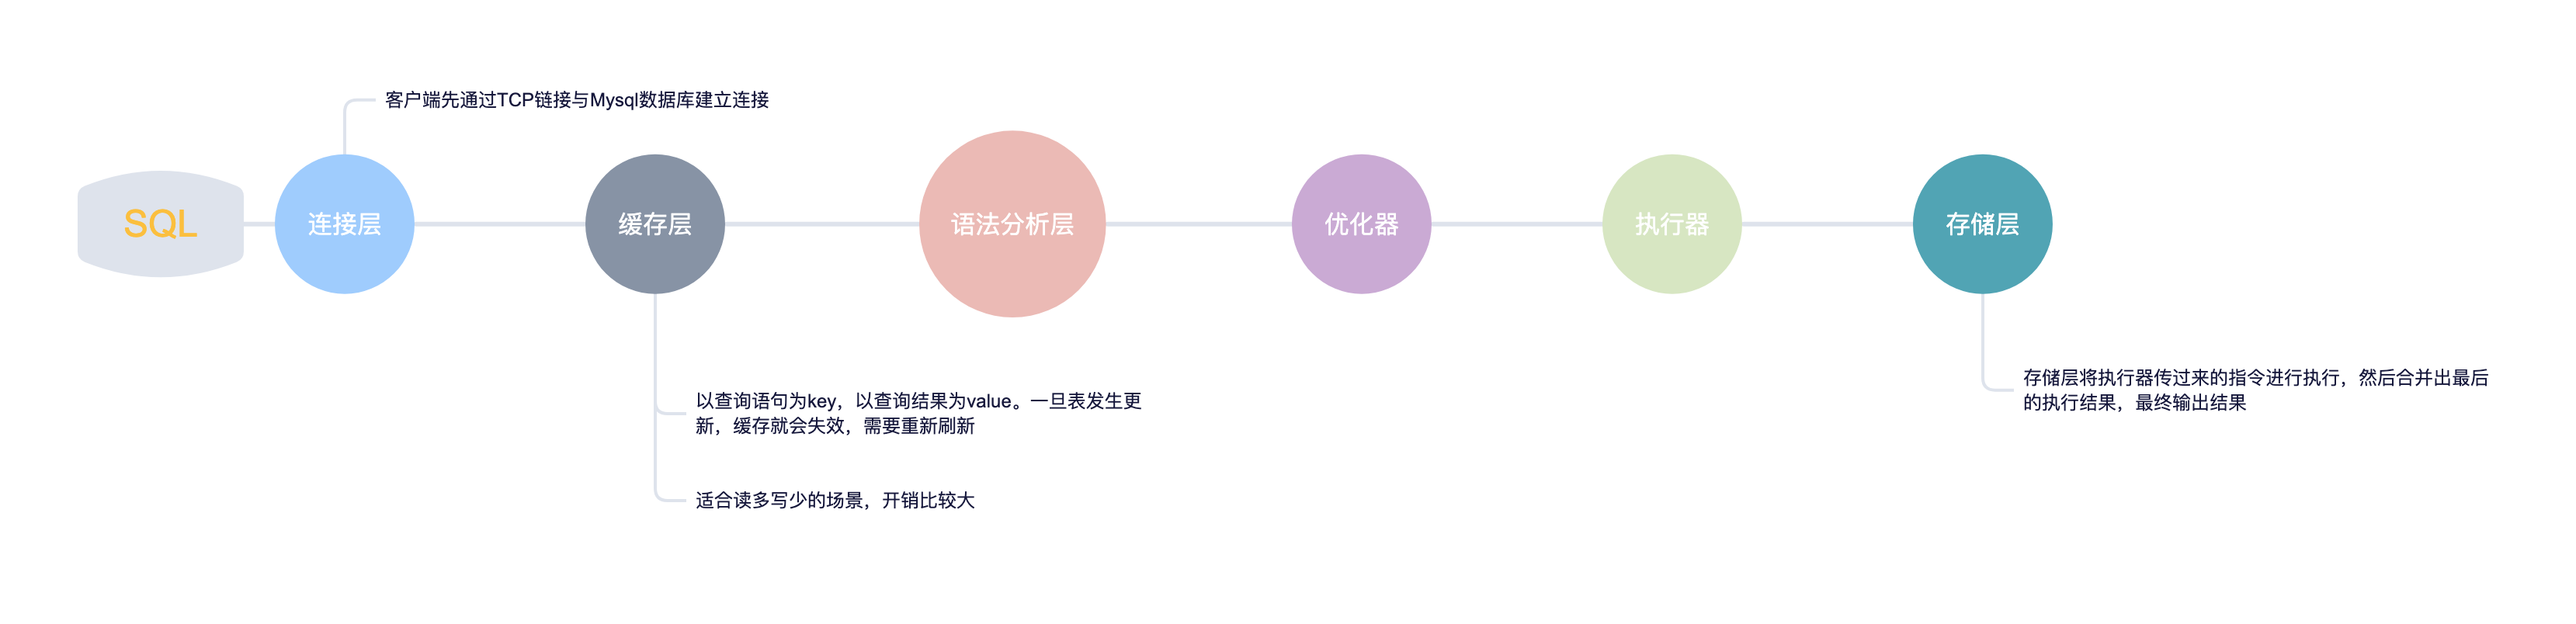 客户端先通过TCP链接与Mysql数据库建立连接
SQL
连接层
缓存层
语法分析层
优化器
执行器
存储层
以查询语句为key，以查询结果为value。一旦表发生更
新，缓存就会失效，需要重新刷新
适合读多写少的场景，开销比较大
存储层将执行器传过来的指令进行执行，然后合并出最后
的执行结果，最终输出结果